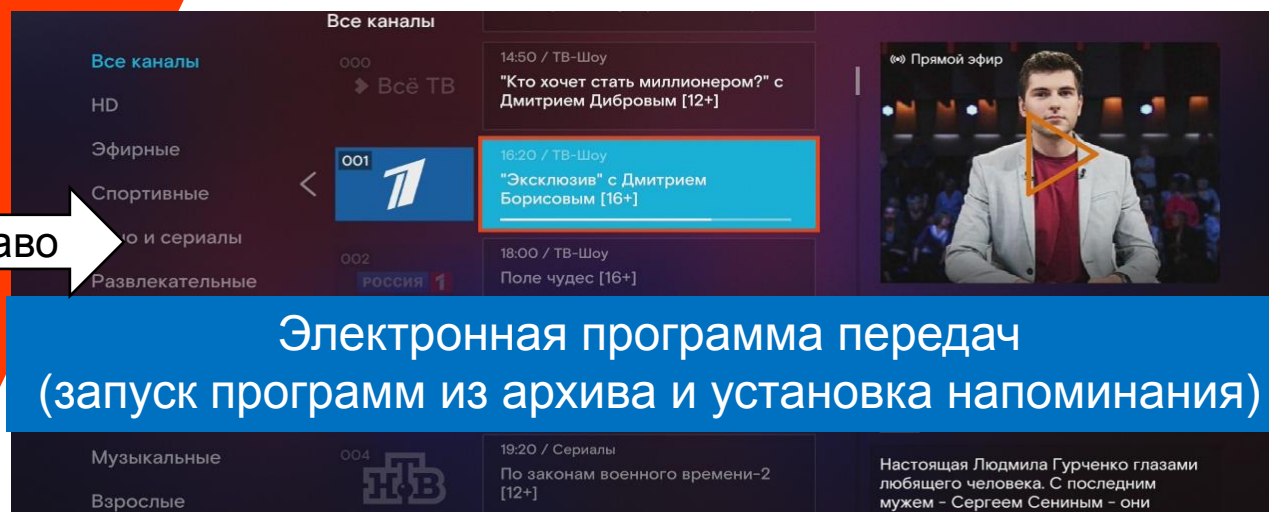 Все каналы
Все каналы
HD
Эфирные
Спортивные
аво
но и сериалы
Развлекательные
Музыкальные
Взрослые
000
Всё ТВ
001
002
РОССИЯ 1
004
НТВ
14:50 / ТВ-Шоу
"Кто хочет стать миллионером?" с
Дмитрием Дибровым [12+]
16:20 / ТВ-Шоу
"Эксклюзив" с Дмитрием
Борисовым [16+]
18:00 / ТВ-Шоу
Поле чудес [16+]
19:20 / Сериалы
По законам военного времени-2
[12+]
Прямой эфир
Электронная программа передач
(запуск программ из архива и установка напоминания)
Настоящая Людмила Гурченко глазами
любящего человека. С последним
мужем - Сергеем Сениным - они